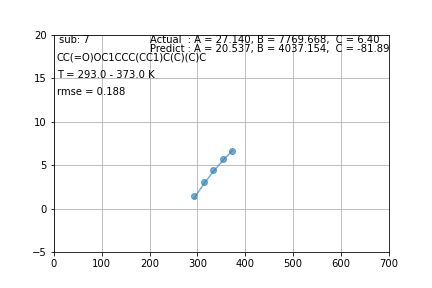 sub: 7
Actual : A = 27.140, B = 7769.668, C = 6.40
Predict : A = 20.537, B = 4037.154, C = -81.89
CC(=O)OC1CCC(CC1)C(C)(C)C
T = 293.0 - 373.0 K
rmse = 0.188
20
15
10
5
0
−5
0 100 200 300 400 500 600 700